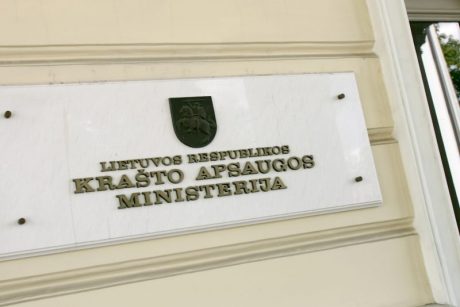 LIETUVOS RESPUBLIKOS
KRAŠTO APSAUGOS
MINISTERIJA